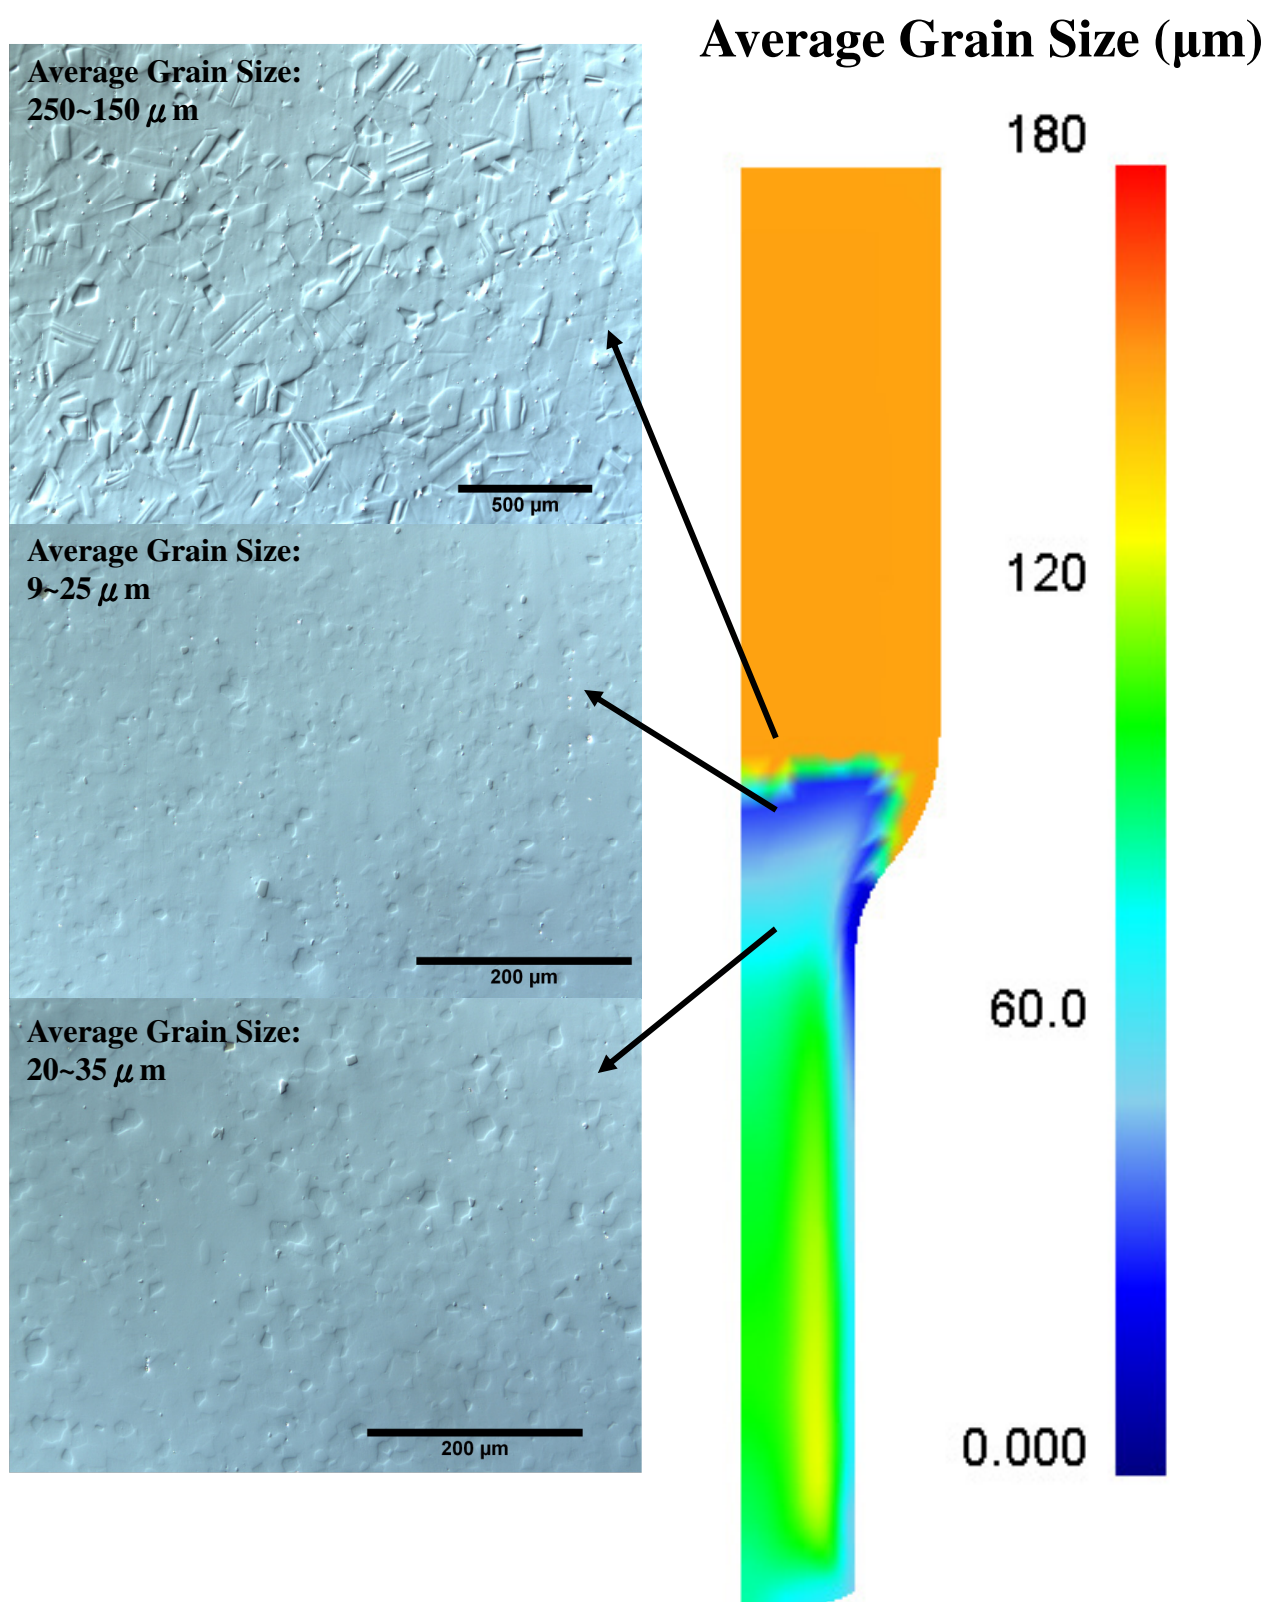 Average Grain Size (μm)
Average Grain Size:
250~150 μ m
500 μm
Average Grain Size:
9~25 μ m
200 μm
Average Grain Size:
20~35 μ m
200 μm
180
120
60.0
0.000